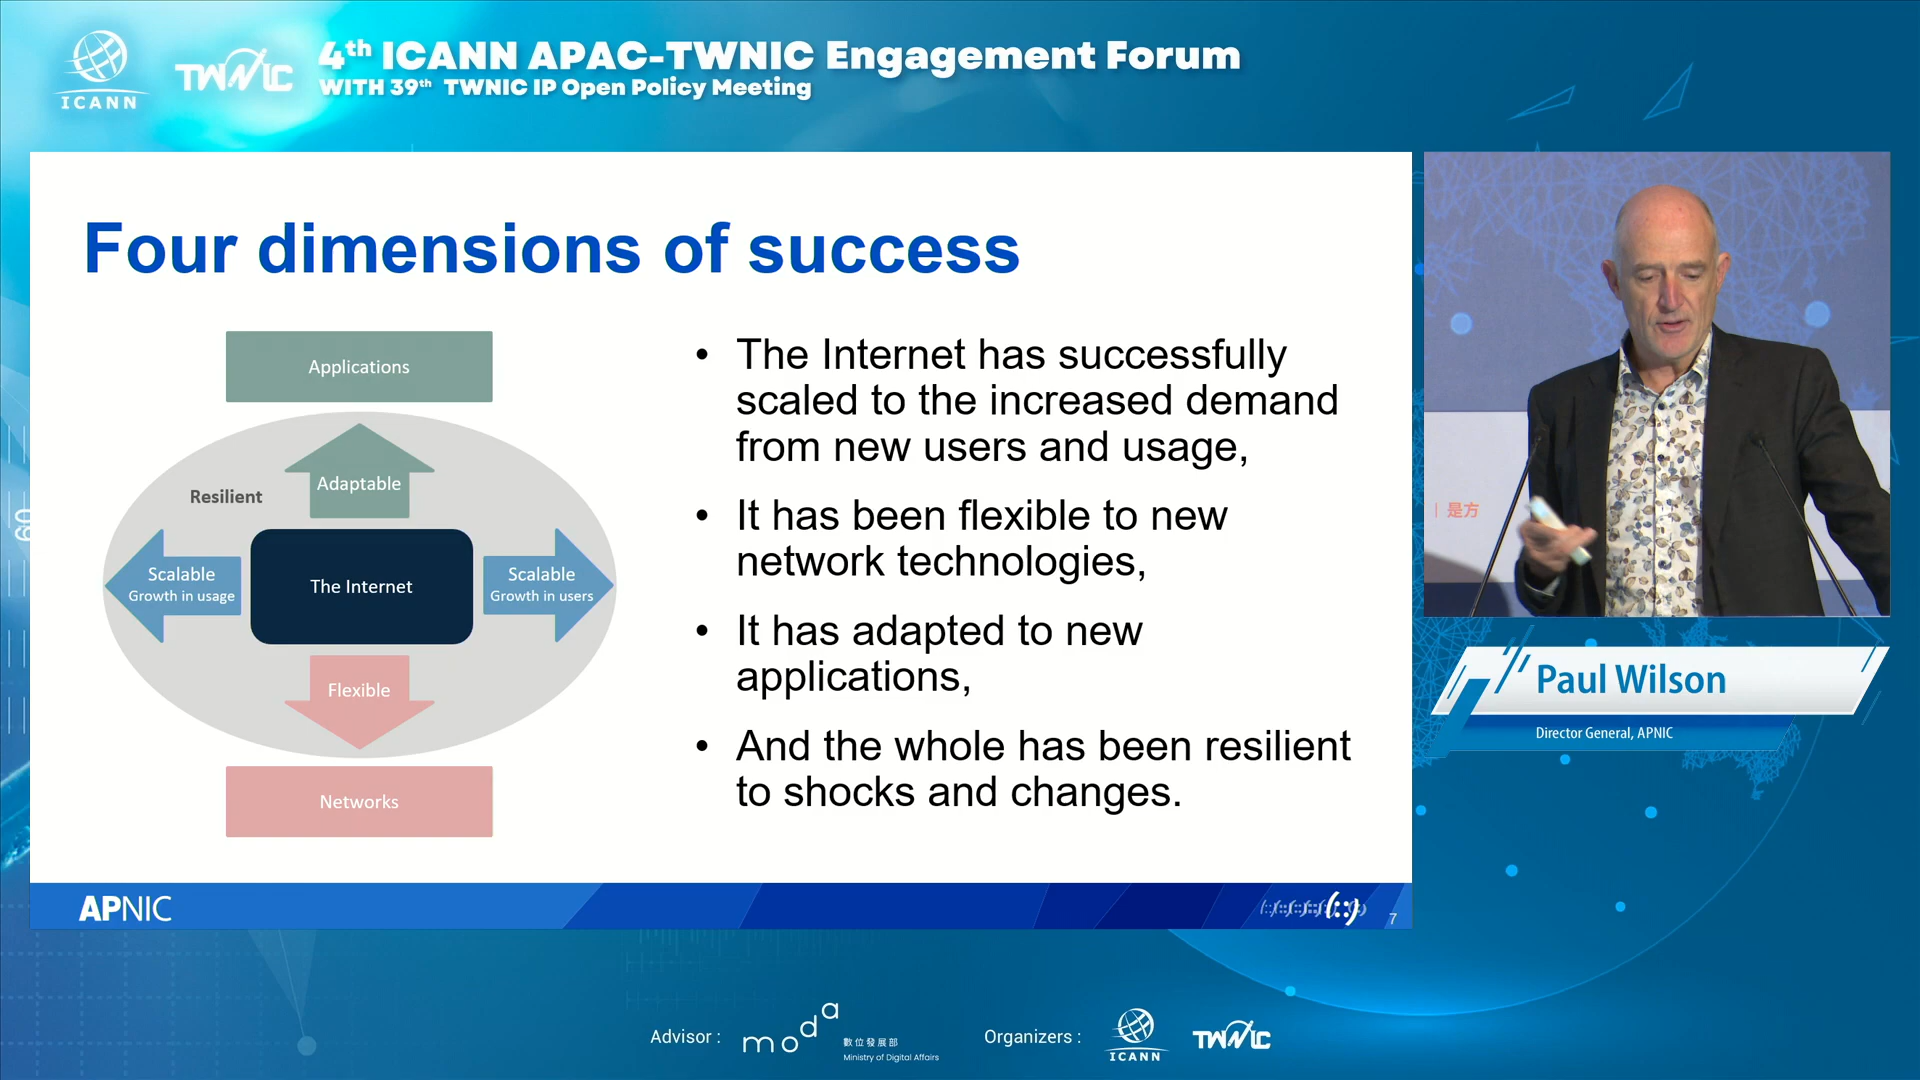 4th ICANN APAC-TWNIC Engagement Forum
WITH 39th TWNIC IP Open Policy Meeting
ICANN
TWNIC
Four dimensions of success
Applications
Adaptable
Resilient
Scalable
Growth in usage
The Internet
Scalable
Growth in users
Flexible
Networks
• The Internet has successfully
scaled to the increased demand
from new users and usage,
• It has been flexible to new
network technologies,
• It has adapted to new
applications,
• And the whole has been resilient
to shocks and changes.
APNIC
(::)
7
是方
Paul Wilson
Director General, APNIC
Advisor :
moda
數位發展部
Ministry of Digital Affairs
Organizers :
ICANN
TWNIC